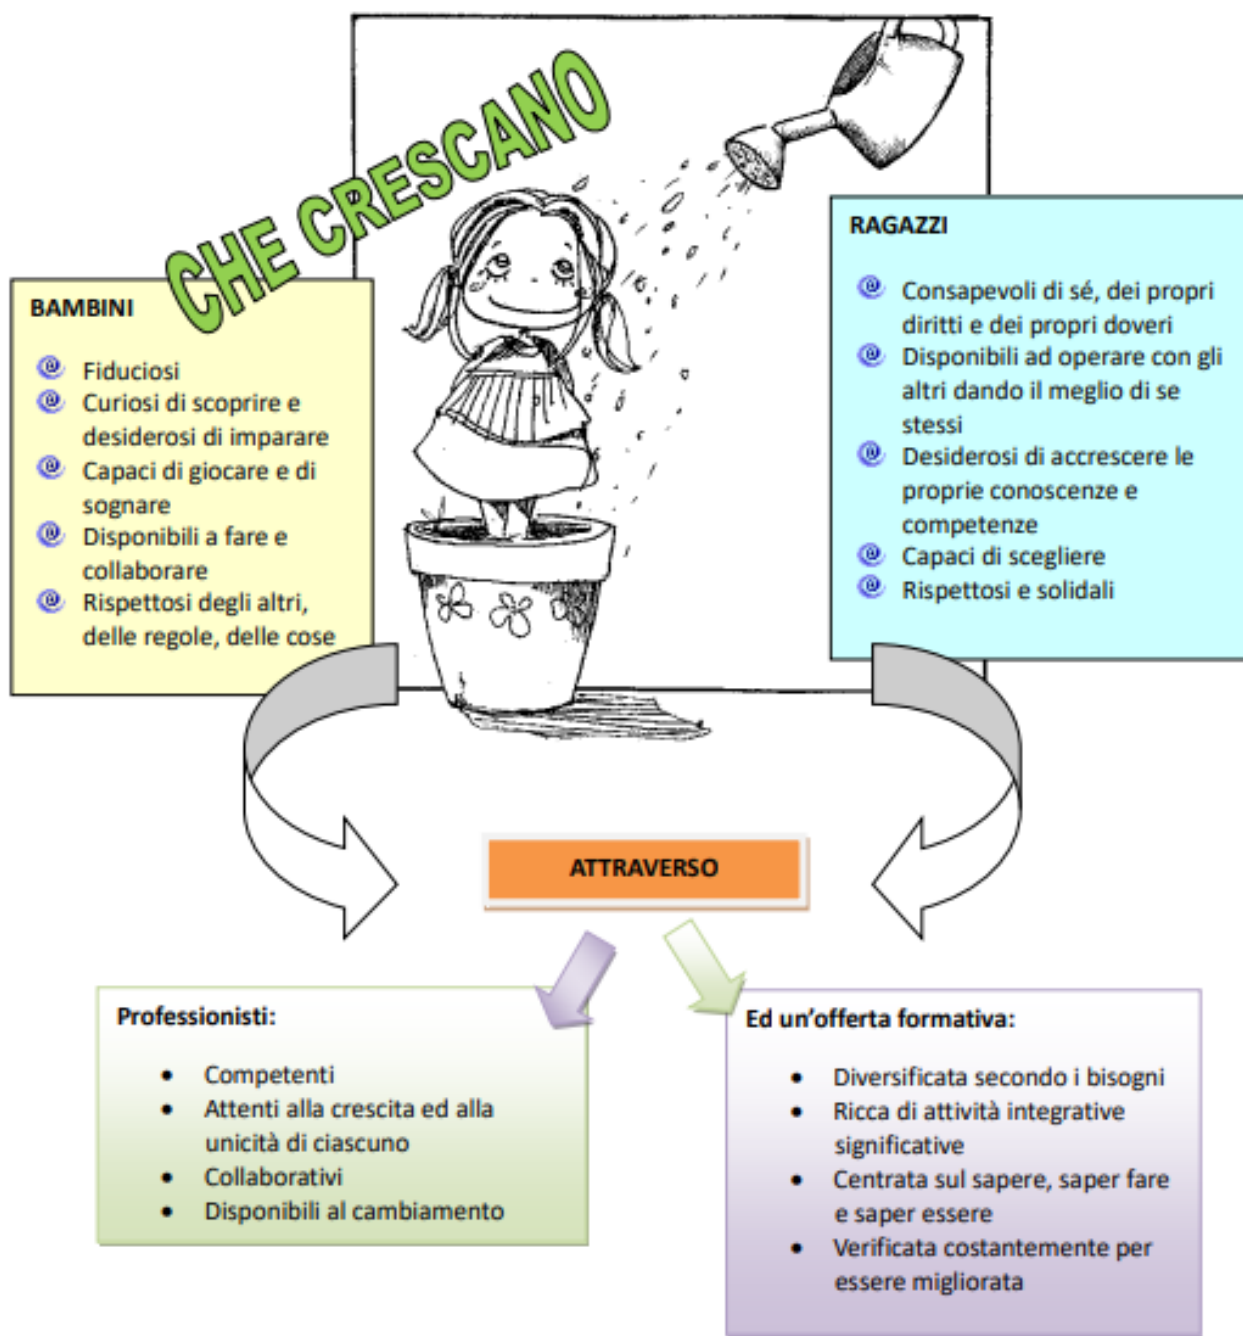 CHE CRESCANO
BAMBINI
Fiduciosi
Curiosi di scoprire e
desiderosi di imparare
Capaci di giocare e di
sognare
Disponibili a fare e
collaborare
Rispettosi degli altri,
delle regole, delle cose
RAGAZZI
Consapevoli di sé, dei propri
diritti e dei propri doveri
Disponibili ad operare con gli
altri dando il meglio di se
stessi
Desiderosi di accrescere le
proprie conoscenze e
competenze
Capaci di scegliere
Rispettosi e solidali
ATTRAVERSO
Professionisti:
• Competenti
• Attenti alla crescita ed alla
unicità di ciascuno
• Collaborativi
• Disponibili al cambiamento
Ed un’offerta formativa:
• Diversificata secondo i bisogni
• Ricca di attività integrative
significative
• Centrata sul sapere, saper fare
e saper essere
• Verificata costantemente per
essere migliorata